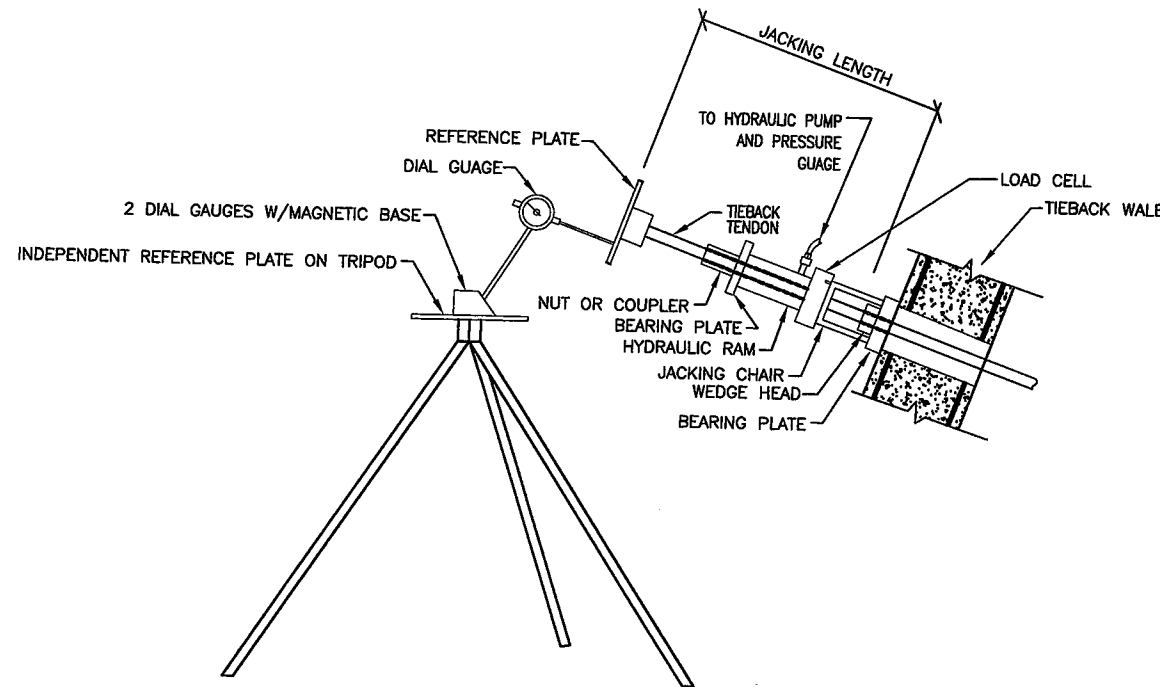 JACKING LENGTH
TO HYDRAULIC PUMP
AND PRESSURE
GUAGE
REFERENCE PLATE
DIAL GUAGE
LOAD CELL
TIEBACK WALE
2 DIAL GAUGES W/MAGNETIC BASE
TIEBACK
TENDON
INDEPENDENT REFERENCE PLATE ON TRIPOD
NUT OR COUPLER
BEARING PLATE
HYDRAULIC RAM
JACKING CHAIR
WEDGE HEAD
BEARING PLATE